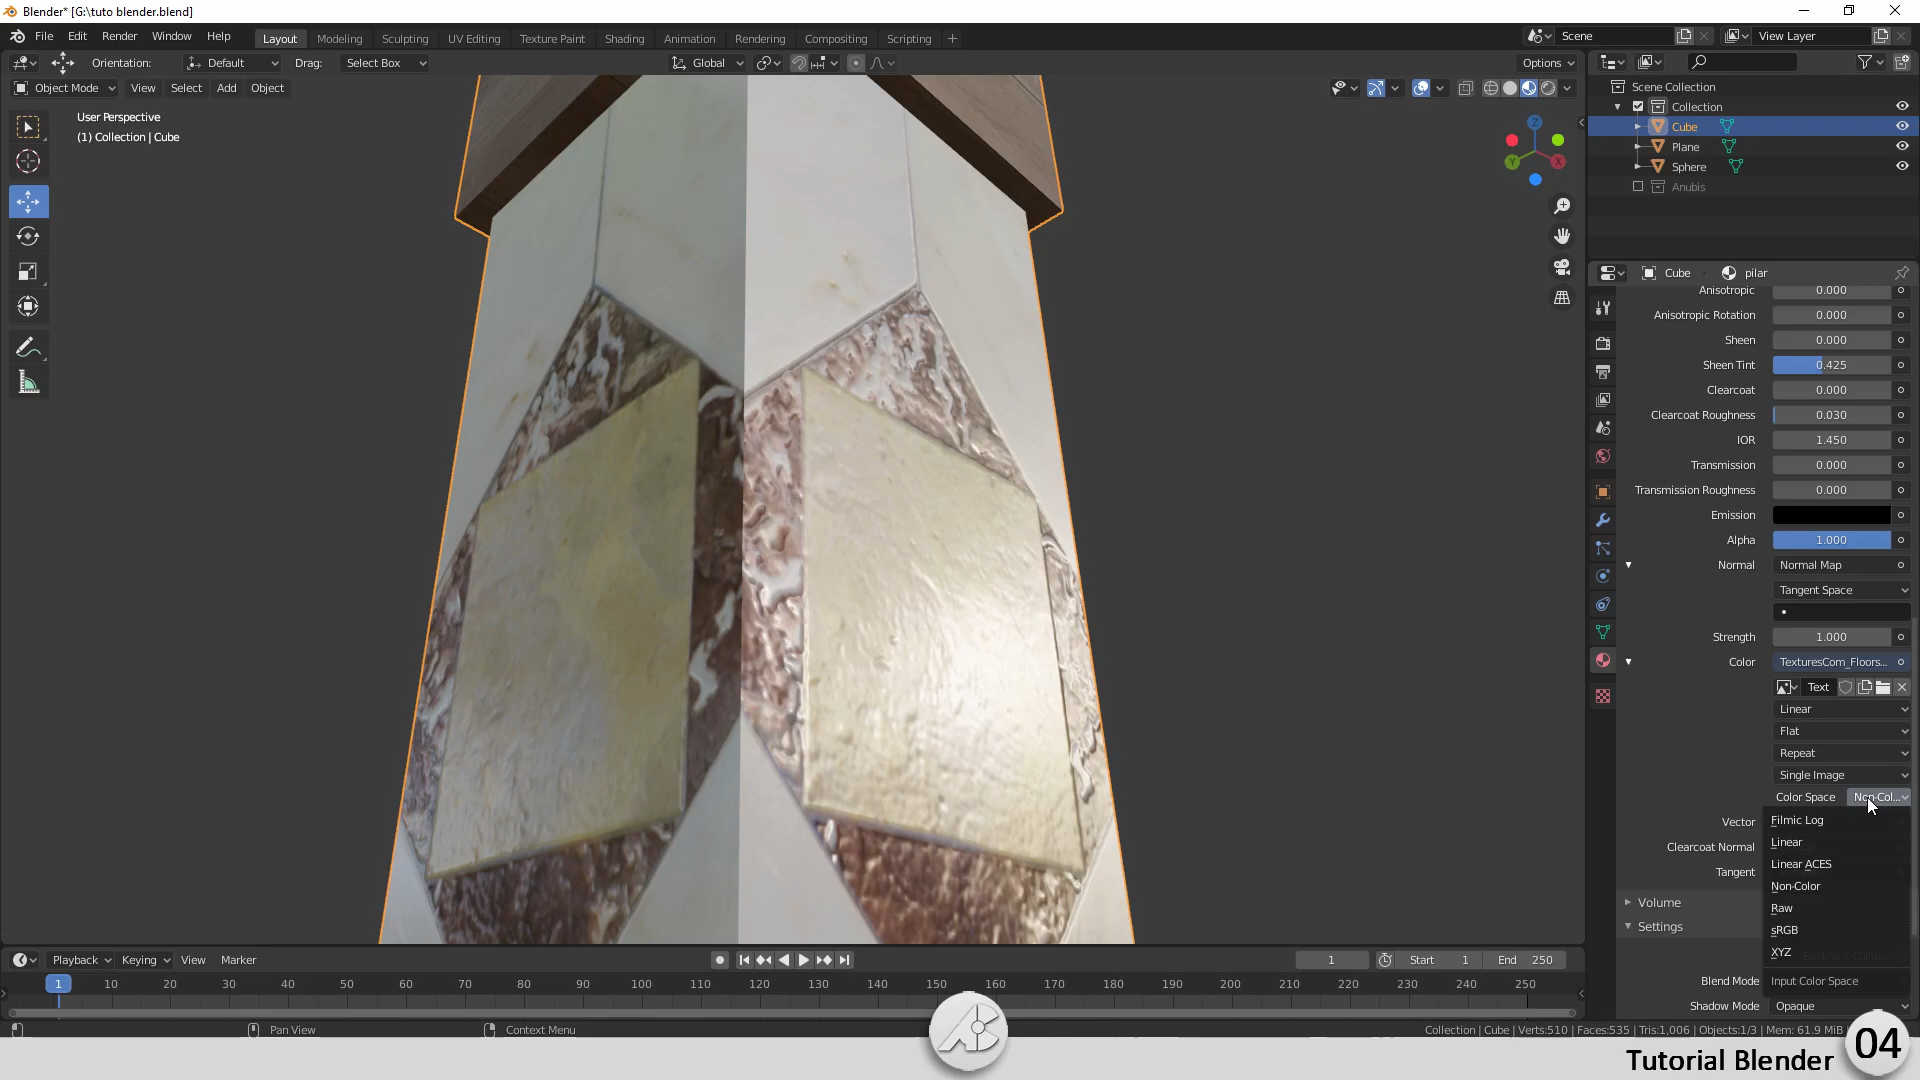 Blender* [G:\tuto blender.blend]
File Edit Render Window Help Layout Modeling Sculpting UV Editing Texture Paint Shading Animation Rendering Compositing Scripting + Scene View Layer
Orientation: Default Drag: Select Box Global Options
Object Mode View Select Add Object
User Perspective
(1) Collection | Cube
Z
Y X
Scene Collection
Collection
Cube
Plane
Sphere
Anubis
Cube pilar
Anisotropic 0.000
Anisotropic Rotation 0.000
Sheen 0.000
Sheen Tint 0.425
Clearcoat 0.000
Clearcoat Roughness 0.030
IOR 1.450
Transmission 0.000
Transmission Roughness 0.000
Emission
Alpha 1.000
Normal Normal Map
Tangent Space
Strength 1.000
Color TexturesCom_Floors...
Text
Linear
Flat
Repeat
Single Image
Color Space Non-Col...
Vector
Filmic Log
Linear
Clearcoat Normal
Linear ACES
Tangent
Non-Color
Volume
Raw
Settings
sRGB
XYZ
Blend Mode Input Color Space
Shadow Mode Opaque
Playback Keying View Marker 1 Start 1 End 250
1 10 20 30 40 50 60 70 80 90 100 110 120 130 140 150 160 170 180 190 200 210 220 230 240 250
Pan View Context Menu Collection | Cube | Verts:510 | Faces:535 | Tris:1,006 | Objects:1/3 | Mem: 61.9 MiB
Tutorial Blender 04